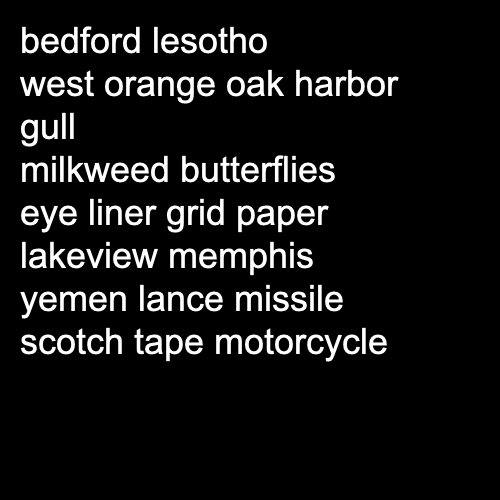 bedford lesotho
west orange oak harbor
gull
milkweed butterflies
eye liner grid paper
lakeview memphis
yemen lance missile
scotch tape motorcycle